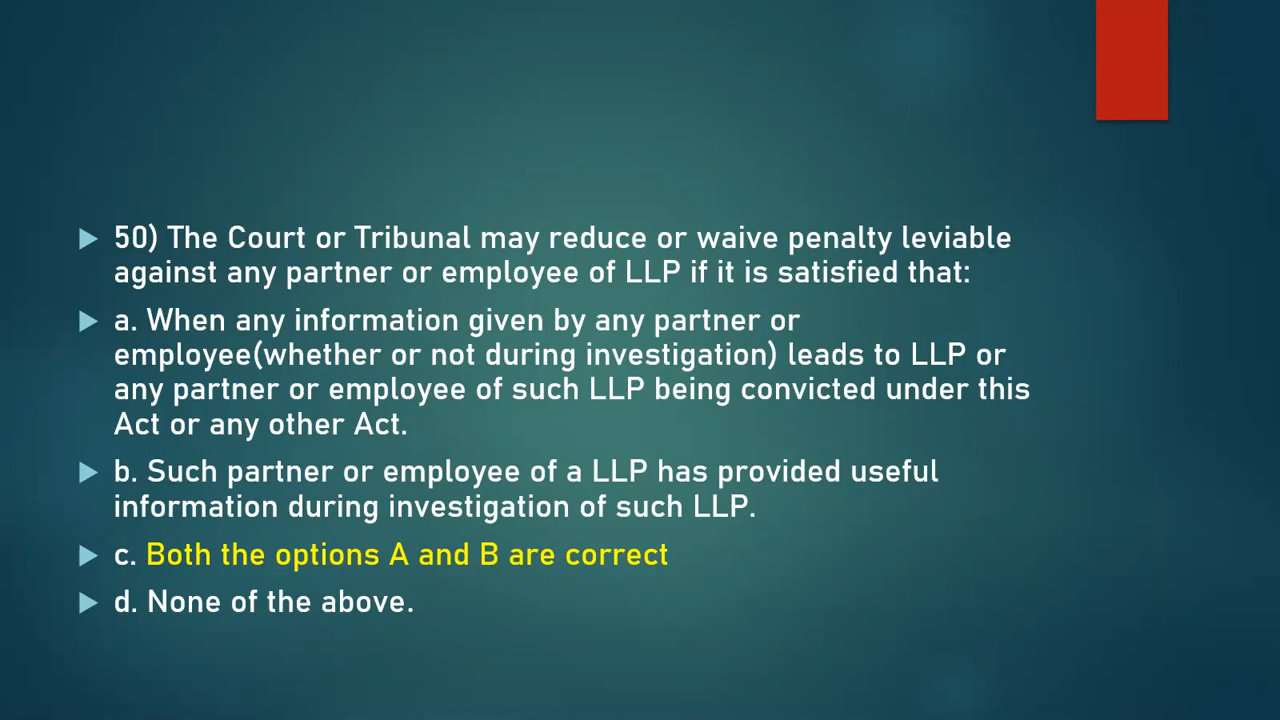 50) The Court or Tribunal may reduce or waive penalty leviable
against any partner or employee of LLP if it is satisfied that:
a. When any information given by any partner or
employee(whether or not during investigation) leads to LLP or
any partner or employee of such LLP being convicted under this
Act or any other Act.
b. Such partner or employee of a LLP has provided useful
information during investigation of such LLP.
c. Both the options A and B are correct
d. None of the above.